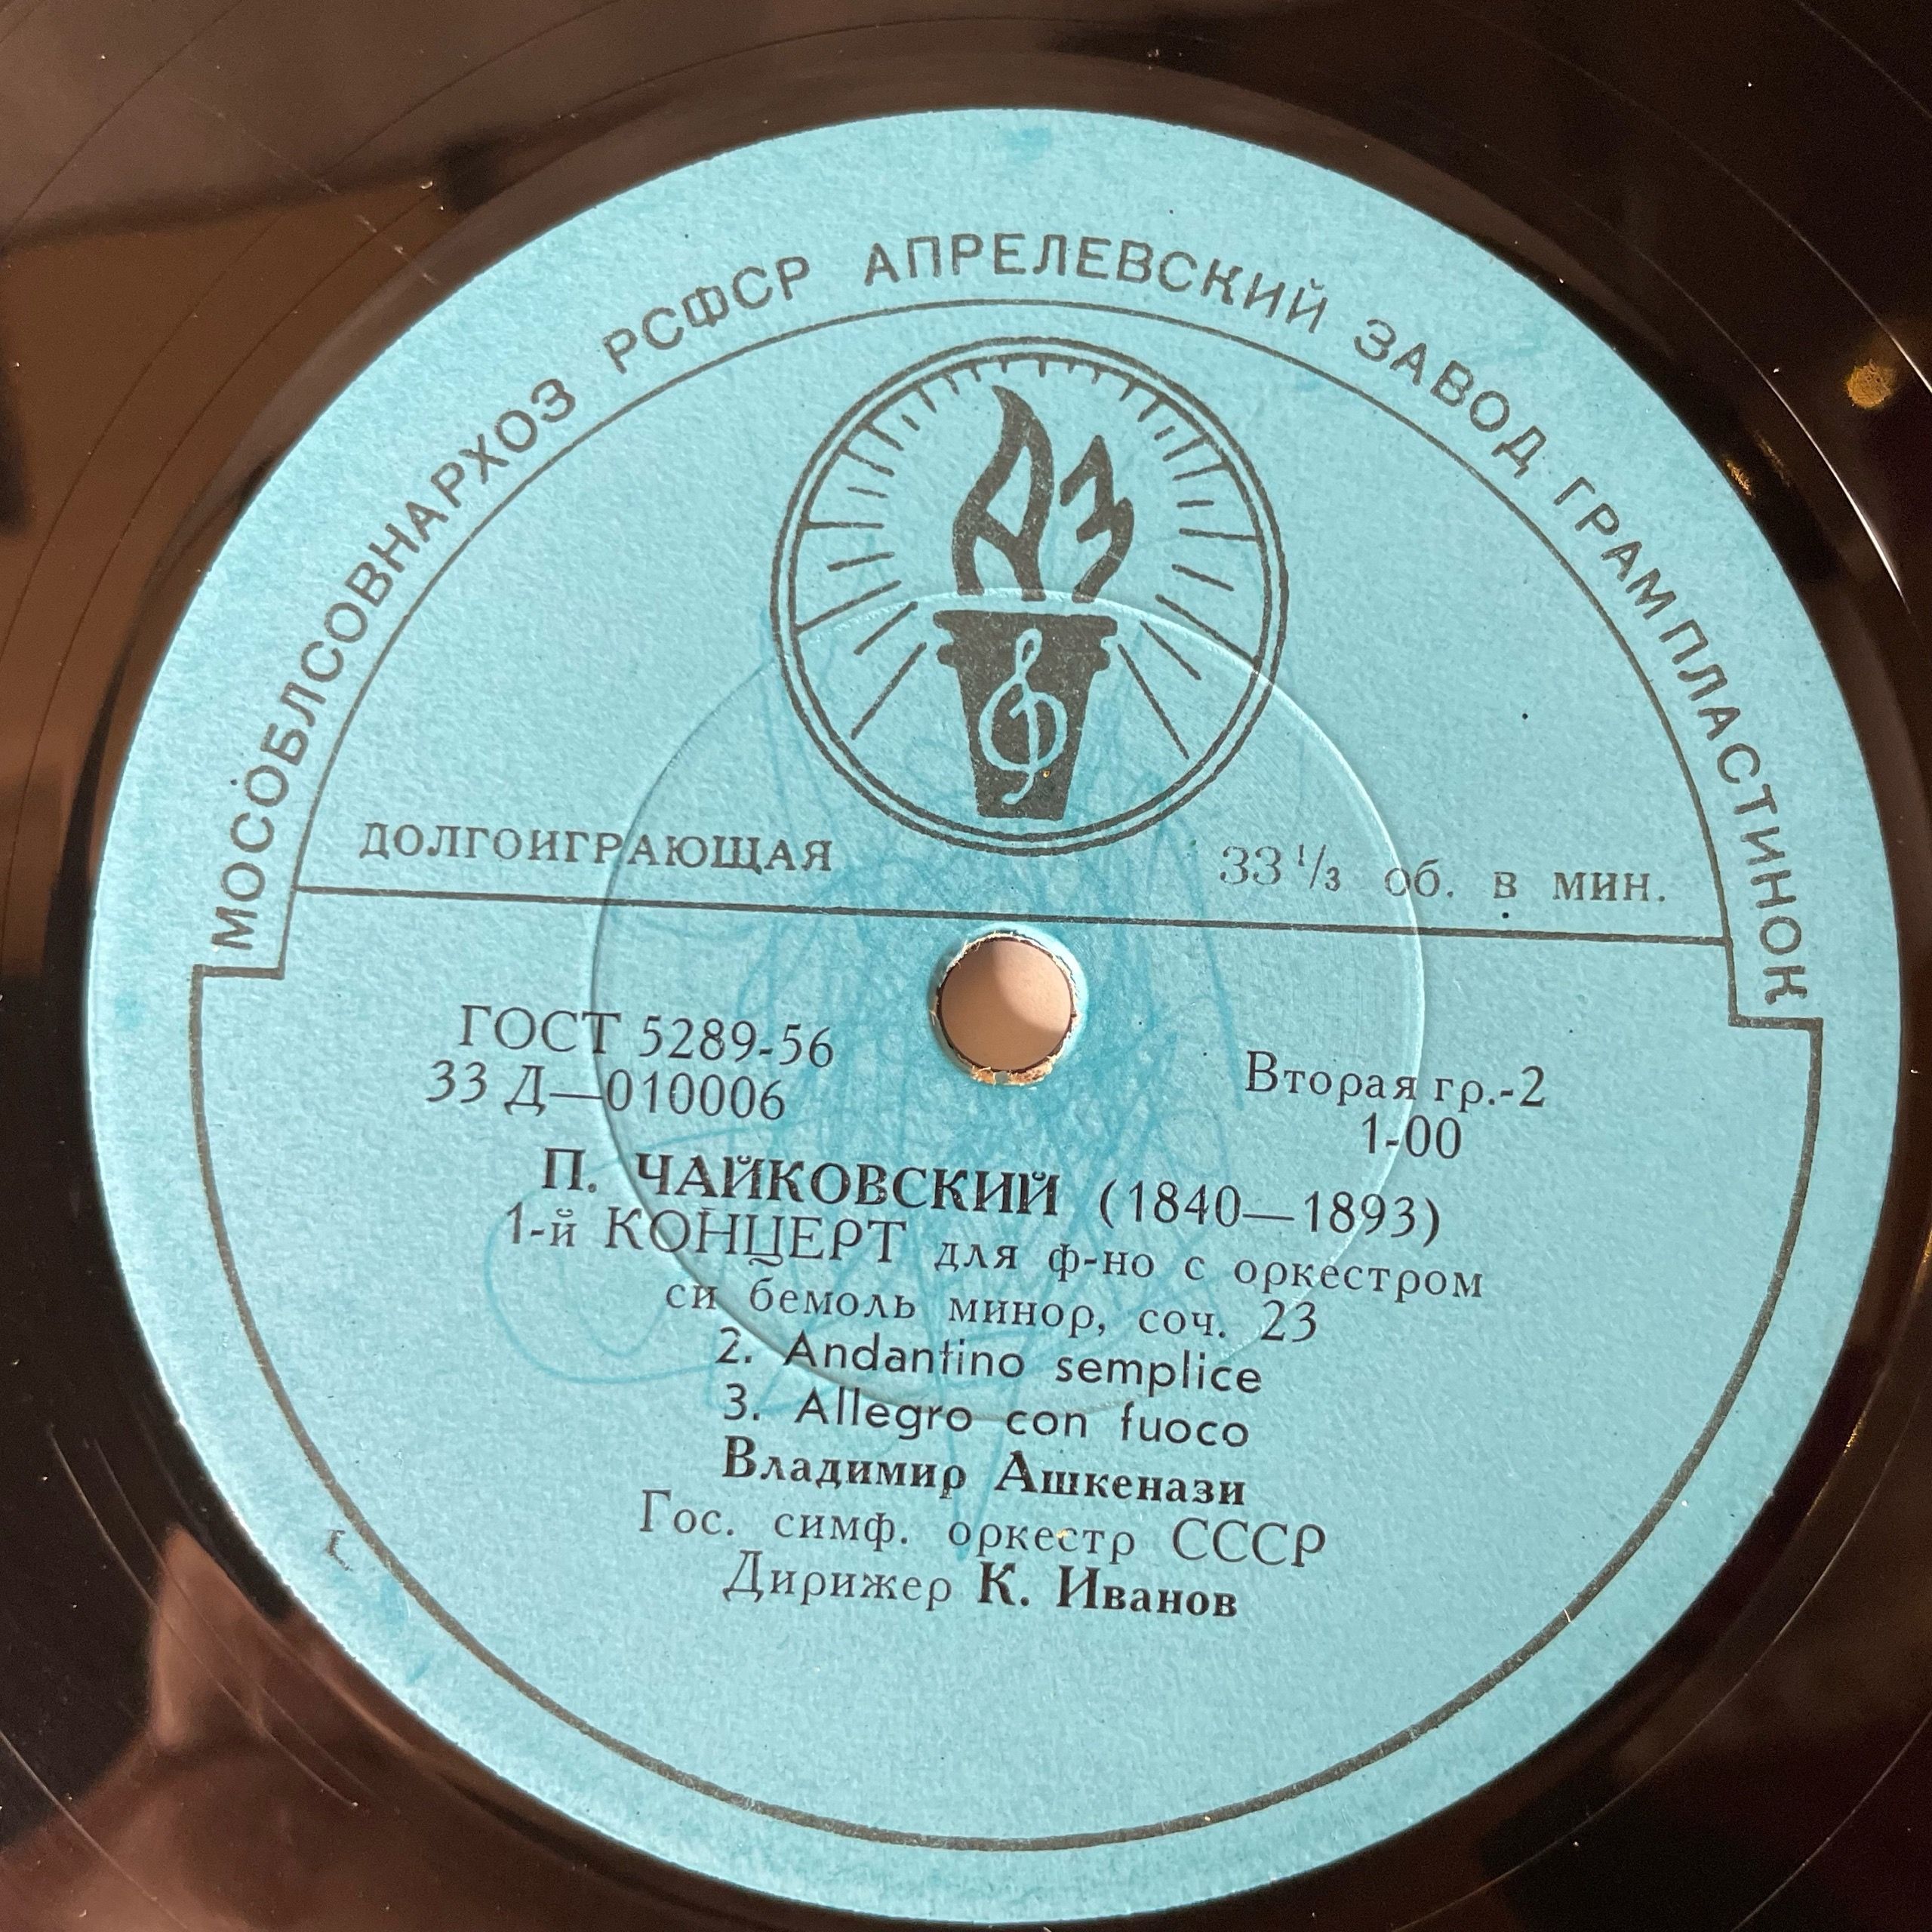 МОСОБЛСОВНАРХОЗ РСФСР АПРЕЛЕВСКИЙ ЗАВОД ГРАМПЛАСТИНОК
АЗ
ДОЛГОИГРАЮЩАЯ 33⅓ об. в мин.
ГОСТ 5289-56
33 Д—010006
Вторая гр.-2
1-00
П. ЧАЙКОВСКИЙ (1840—1893)
1-й КОНЦЕРТ для ф-но с оркестром
си бемоль минор, соч. 23
2. Andantino semplice
3. Allegro con fuoco
Владимир Ашкенази
Гос. симф. оркестр СССР
Дирижер К. Иванов